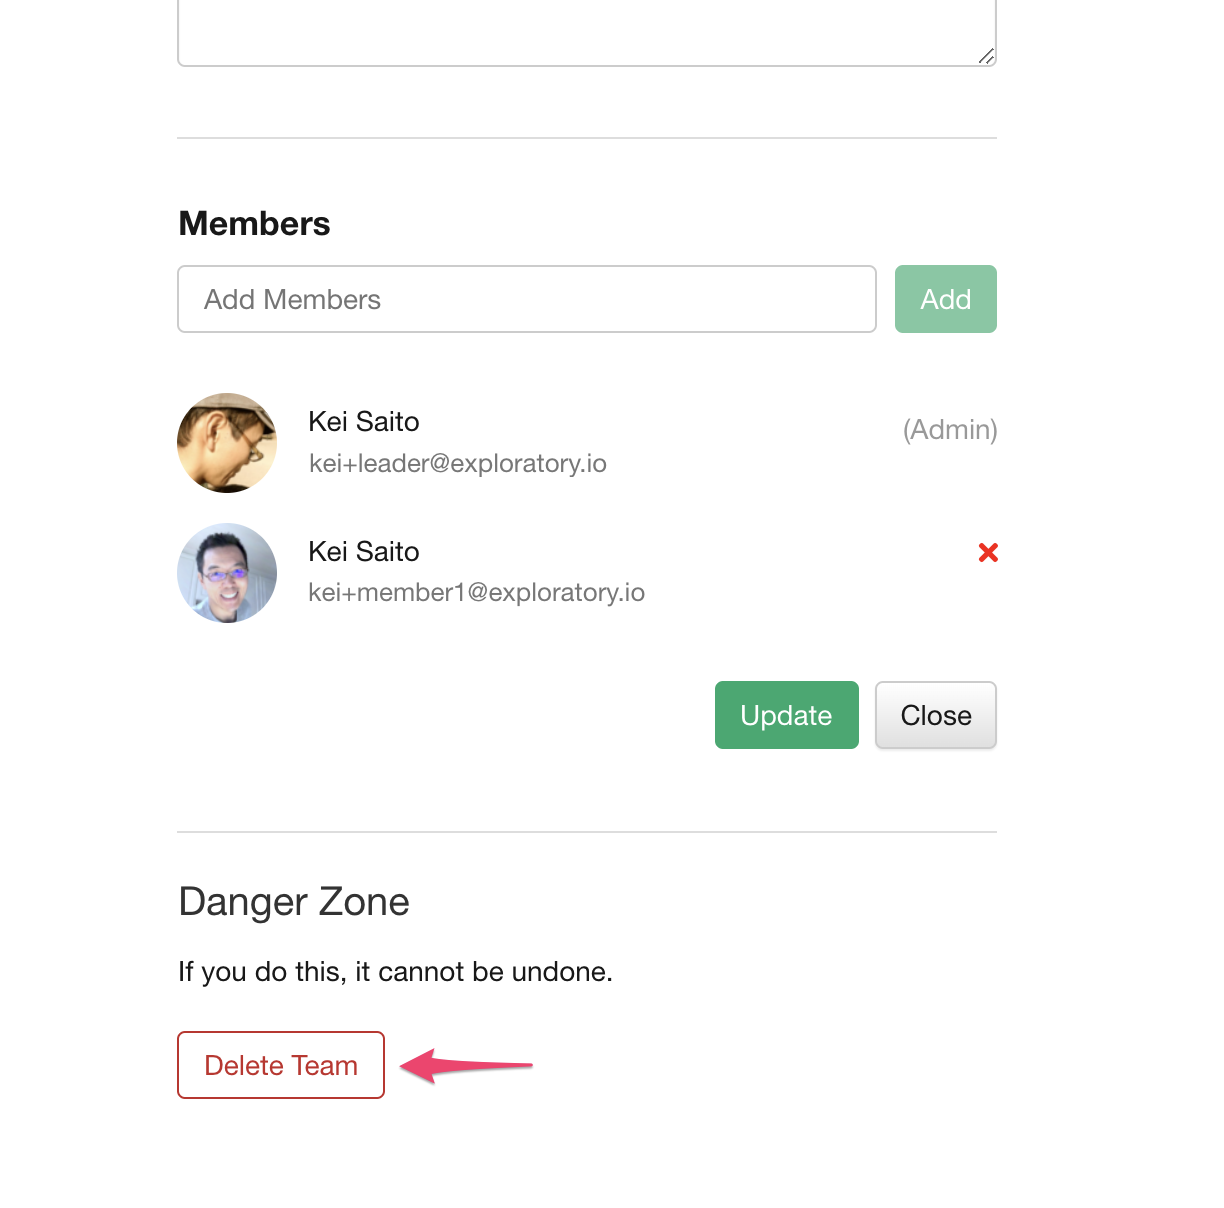 Members
Add Members
Add
Kei Saito
(Admin)
kei+leader@exploratory.io
Kei Saito
kei+member1@exploratory.io
Update
Close
Danger Zone
If you do this, it cannot be undone.
Delete Team